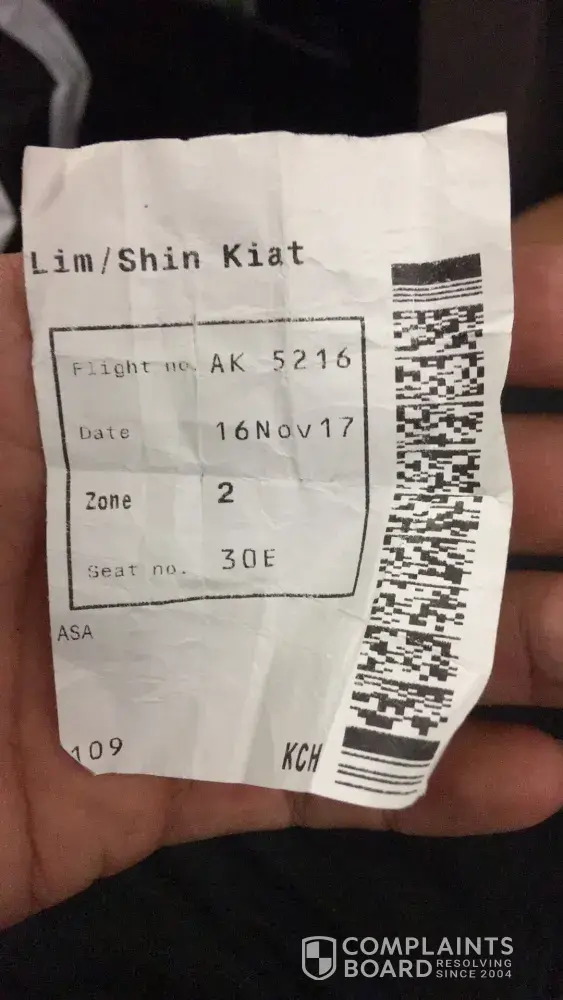 Lim/Shin Kiat
Flight no. AK 5216
Date 16Nov17
Zone 2
Seat no. 30E
ASA
109 KCH
COMPLAINTS
BOARD RESOLVING
SINCE 2004